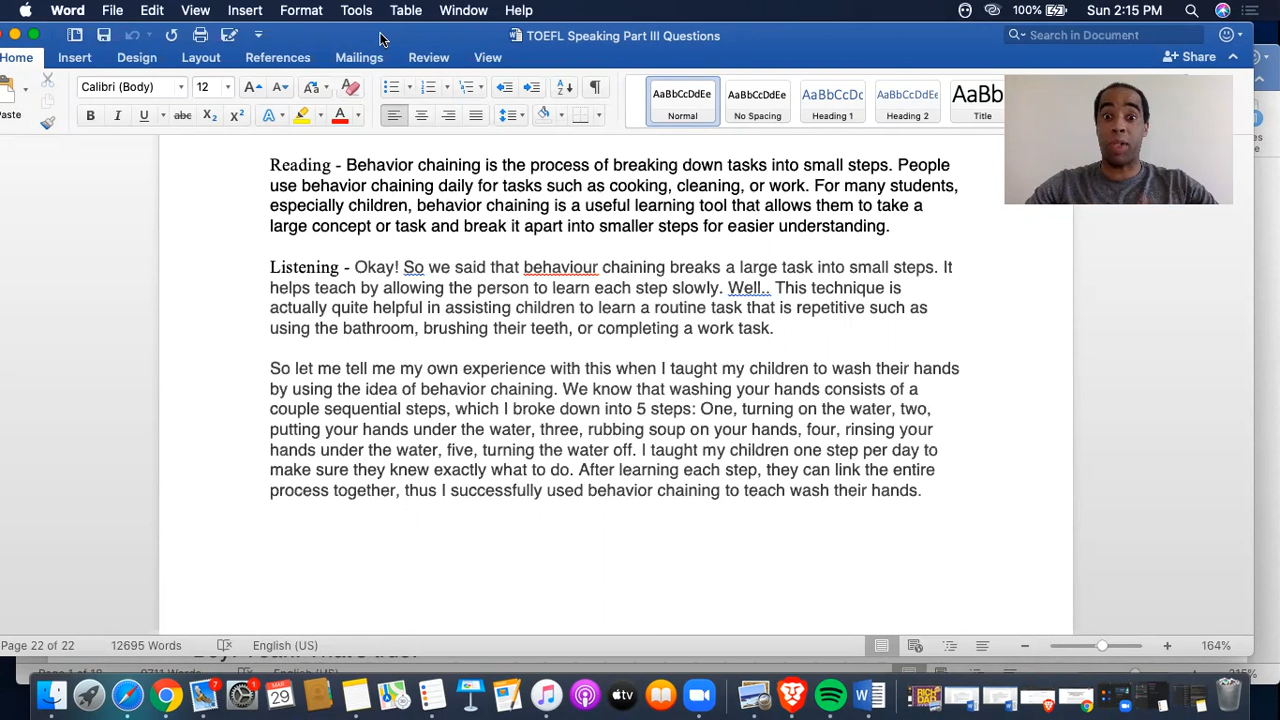 Word File Edit View Insert Format Tools Table Window Help 100% Sun 2:15 PM
TOEFL Speaking Part III Questions Search in Document
Home Insert Design Layout References Mailings Review View Share
Paste Calibri (Body) 12 AaBbCcDdEe AaBbCcDdEe AaBbCcDc AaBbCcDdEe AaBbC
B I U abc X2 X2 A A Normal No Spacing Heading 1 Heading 2 Title
Reading - Behavior chaining is the process of breaking down tasks into small steps. People
use behavior chaining daily for tasks such as cooking, cleaning, or work. For many students,
especially children, behavior chaining is a useful learning tool that allows them to take a
large concept or task and break it apart into smaller steps for easier understanding.
Listening - Okay! So we said that behaviour chaining breaks a large task into small steps. It
helps teach by allowing the person to learn each step slowly. Well.. This technique is
actually quite helpful in assisting children to learn a routine task that is repetitive such as
using the bathroom, brushing their teeth, or completing a work task.
So let me tell me my own experience with this when I taught my children to wash their hands
by using the idea of behavior chaining. We know that washing your hands consists of a
couple sequential steps, which I broke down into 5 steps: One, turning on the water, two,
putting your hands under the water, three, rubbing soup on your hands, four, rinsing your
hands under the water, five, turning the water off. I taught my children one step per day to
make sure they knew exactly what to do. After learning each step, they can link the entire
process together, thus I successfully used behavior chaining to teach wash their hands.
Page 22 of 22 12695 Words English (US) 164%